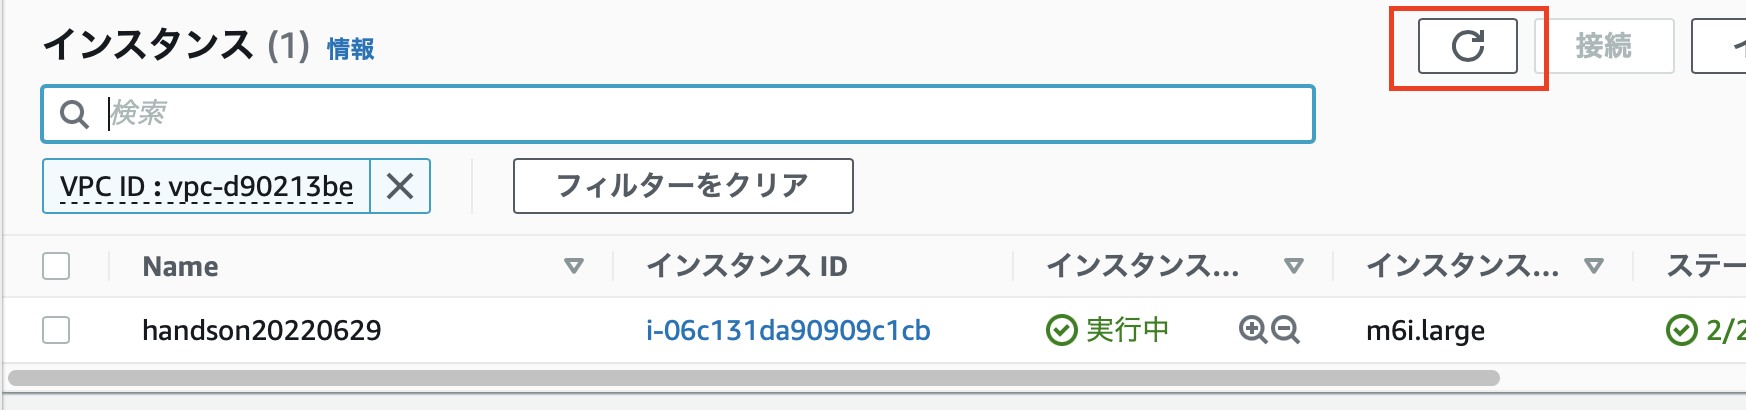 インスタンス (1) 情報
接続
検索
VPC ID : vpc-d90213be
フィルターをクリア
Name インスタンス ID インスタンス... インスタンス... ステー
handson20220629 i-06c131da90909c1cb 実行中 m6i.large 2/2